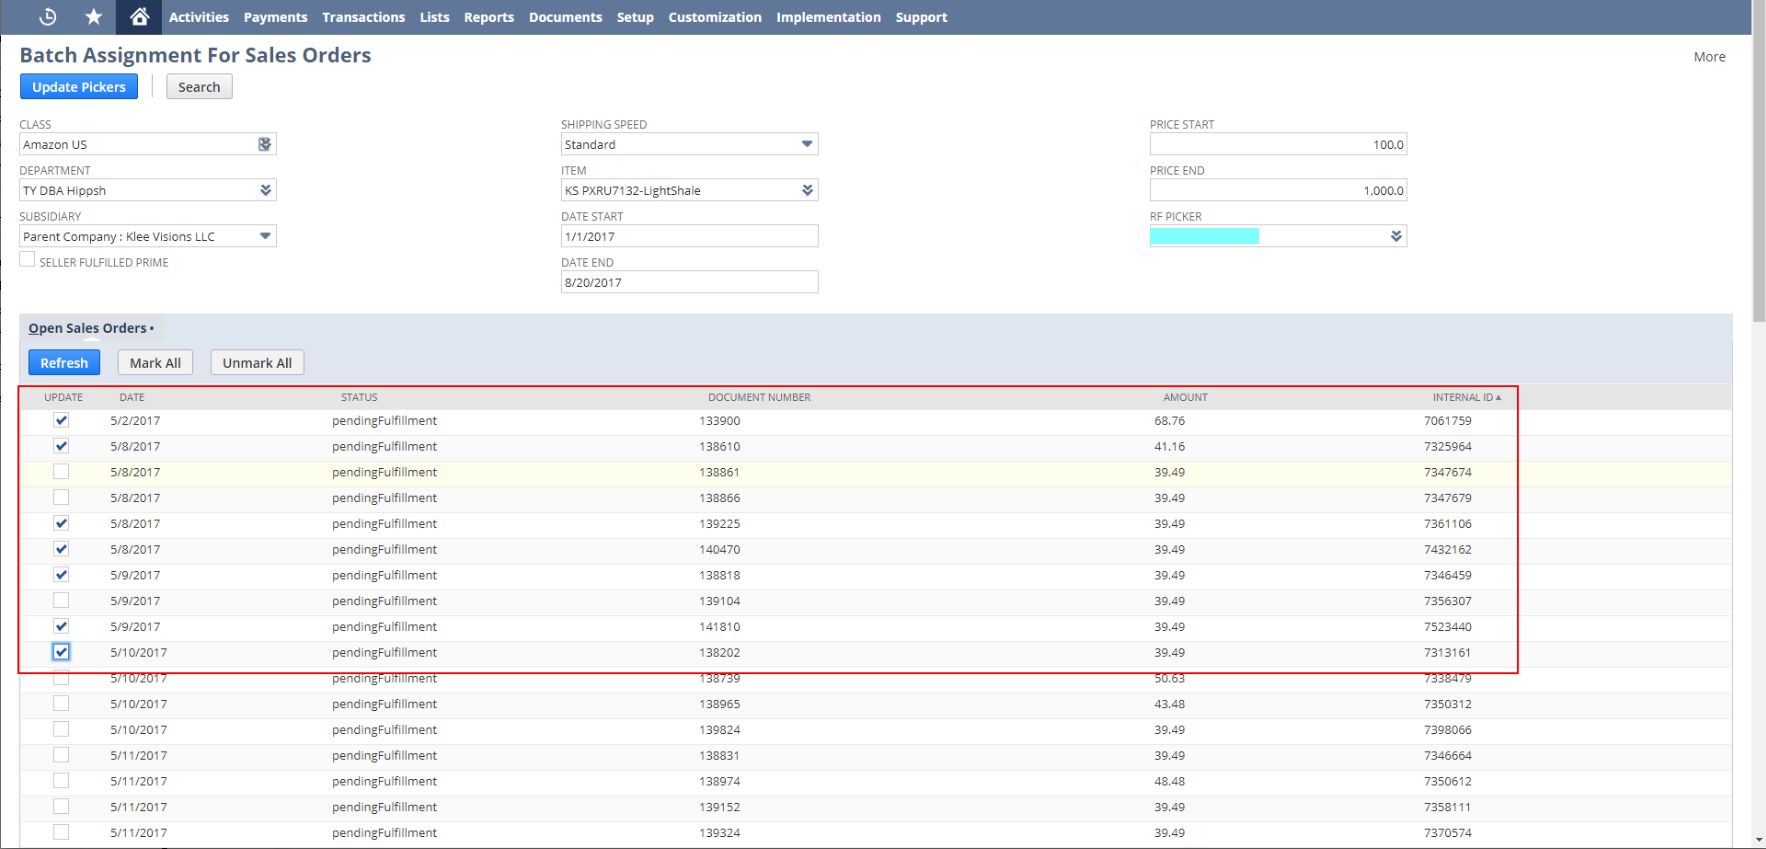 Activities Payments Transactions Lists Reports Documents Setup Customization Implementation Support
Batch Assignment For Sales Orders
More
Update Pickers Search
CLASS SHIPPING SPEED PRICE START
Amazon US Standard 100.0
DEPARTMENT ITEM PRICE END
TY DBA Hippsh KS PXRU7132-LightShale 1,000.0
SUBSIDIARY DATE START RF PICKER
Parent Company : Klee Visions LLC 1/1/2017
SELLER FULFILLED PRIME DATE END
8/20/2017
Open Sales Orders •
Refresh Mark All Unmark All
UPDATE DATE STATUS DOCUMENT NUMBER AMOUNT INTERNAL ID ▲
5/2/2017 pendingFulfillment 133900 68.76 7061759
5/8/2017 pendingFulfillment 138610 41.16 7325964
5/8/2017 pendingFulfillment 138861 39.49 7347674
5/8/2017 pendingFulfillment 138866 39.49 7347679
5/8/2017 pendingFulfillment 139225 39.49 7361106
5/8/2017 pendingFulfillment 140470 39.49 7432162
5/9/2017 pendingFulfillment 138818 39.49 7346459
5/9/2017 pendingFulfillment 139104 39.49 7356307
5/9/2017 pendingFulfillment 141810 39.49 7523440
5/10/2017 pendingFulfillment 138202 39.49 7313161
5/10/2017 pendingFulfillment 138739 50.63 7338479
5/10/2017 pendingFulfillment 138965 43.48 7350312
5/10/2017 pendingFulfillment 139824 39.49 7398066
5/11/2017 pendingFulfillment 138831 39.49 7346664
5/11/2017 pendingFulfillment 138974 48.48 7350612
5/11/2017 pendingFulfillment 139152 39.49 7358111
5/11/2017 pendingFulfillment 139324 39.49 7370574